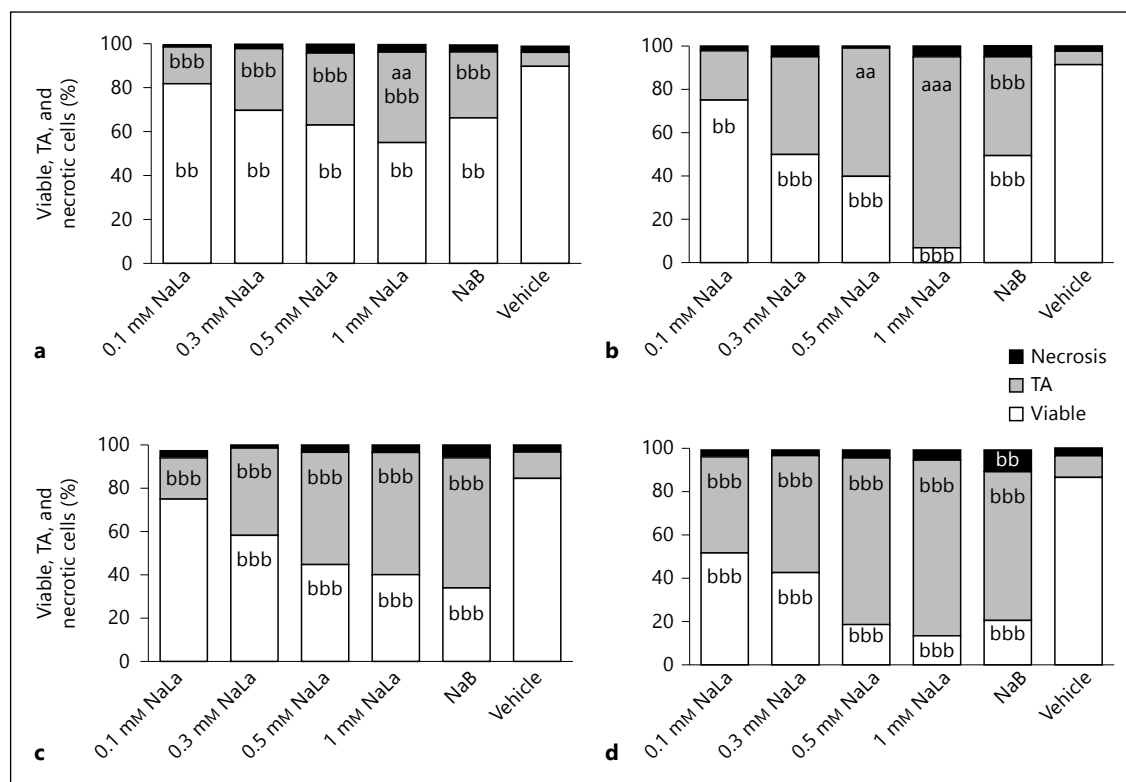 Viable, TA, and
necrotic cells (%)
100
80
60
40
20
0
bbb
bbb
bbb
aa
bbb
bbb
bb
bb
bb
bb
bb
0.1 mM NaLa
0.3 mM NaLa
0.5 mM NaLa
1 mM NaLa
NaB
Vehicle
a
100
80
60
40
20
0
aa
aaa
bbb
bb
bbb
bbb
bbb
bbb
0.1 mM NaLa
0.3 mM NaLa
0.5 mM NaLa
1 mM NaLa
NaB
Vehicle
b
Necrosis
TA
Viable
Viable, TA, and
necrotic cells (%)
100
80
60
40
20
0
bbb
bbb
bbb
bbb
bbb
bbb
bbb
bbb
bbb
0.1 mM NaLa
0.3 mM NaLa
0.5 mM NaLa
1 mM NaLa
NaB
Vehicle
c
100
80
60
40
20
0
bb
bbb
bbb
bbb
bbb
bbb
bbb
bbb
bbb
bbb
bbb
0.1 mM NaLa
0.3 mM NaLa
0.5 mM NaLa
1 mM NaLa
NaB
Vehicle
d